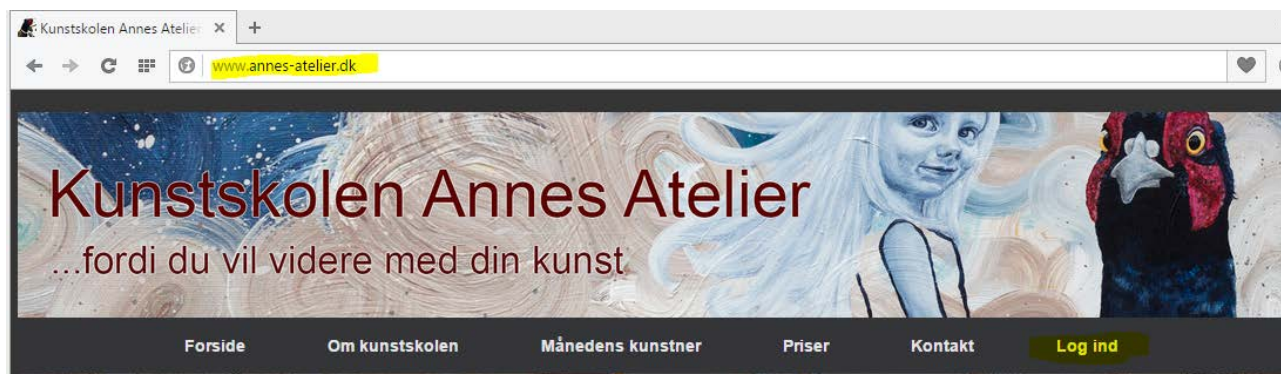 Kunstskolen Annes Atelier
www.annes-atelier.dk
Kunstskolen Annes Atelier
...fordi du vil videre med din kunst
Forside Om kunstskolen Månedens kunstner Priser Kontakt Log ind